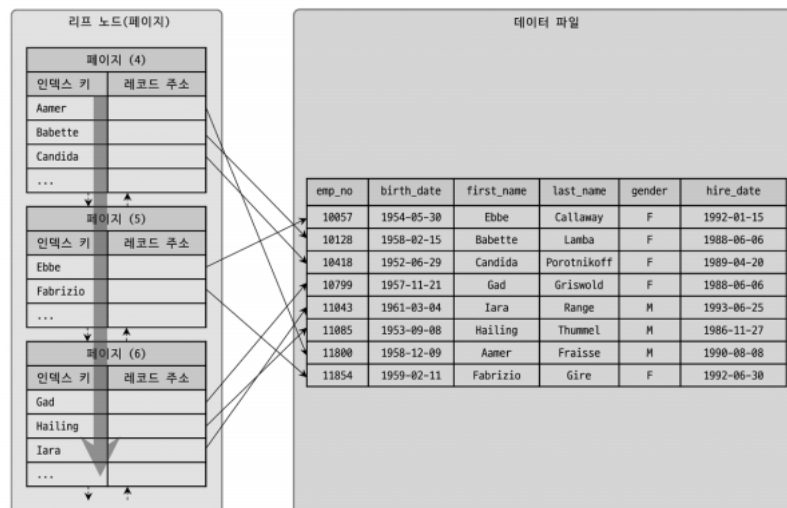 리프 노드(페이지)
페이지 (4)
인덱스 키 레코드 주소
Aamer
Babette
Candida
...
페이지 (5)
인덱스 키 레코드 주소
Ebbe
Fabrizio
...
페이지 (6)
인덱스 키 레코드 주소
Gad
Hailing
Iara
...
데이터 파일
emp_no birth_date first_name last_name gender hire_date
10057 1954-05-30 Ebbe Callaway F 1992-01-15
10128 1958-02-15 Babette Lamba F 1988-06-06
10418 1952-06-29 Candida Porotnikoff F 1989-04-20
10799 1957-11-21 Gad Griswold F 1988-06-06
11043 1961-03-04 Iara Range M 1993-06-25
11085 1953-09-08 Hailing Thummel M 1986-11-27
11800 1958-12-09 Aamer Fraisse M 1990-08-08
11854 1959-02-11 Fabrizio Gire F 1992-06-30